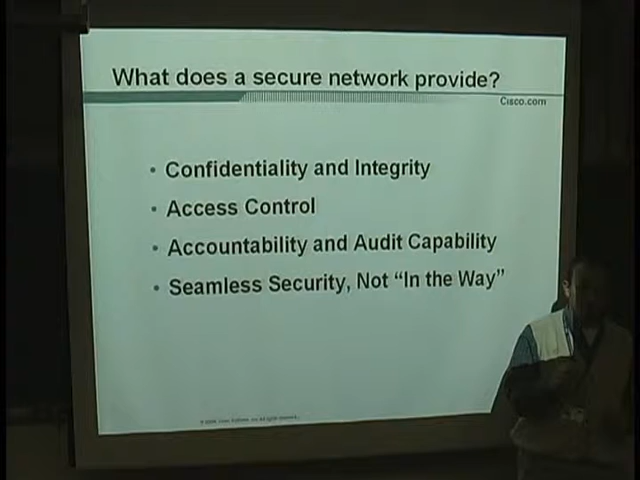 What does a secure network provide?
Cisco.com
• Confidentiality and Integrity
• Access Control
• Accountability and Audit Capability
• Seamless Security, Not “In the Way”